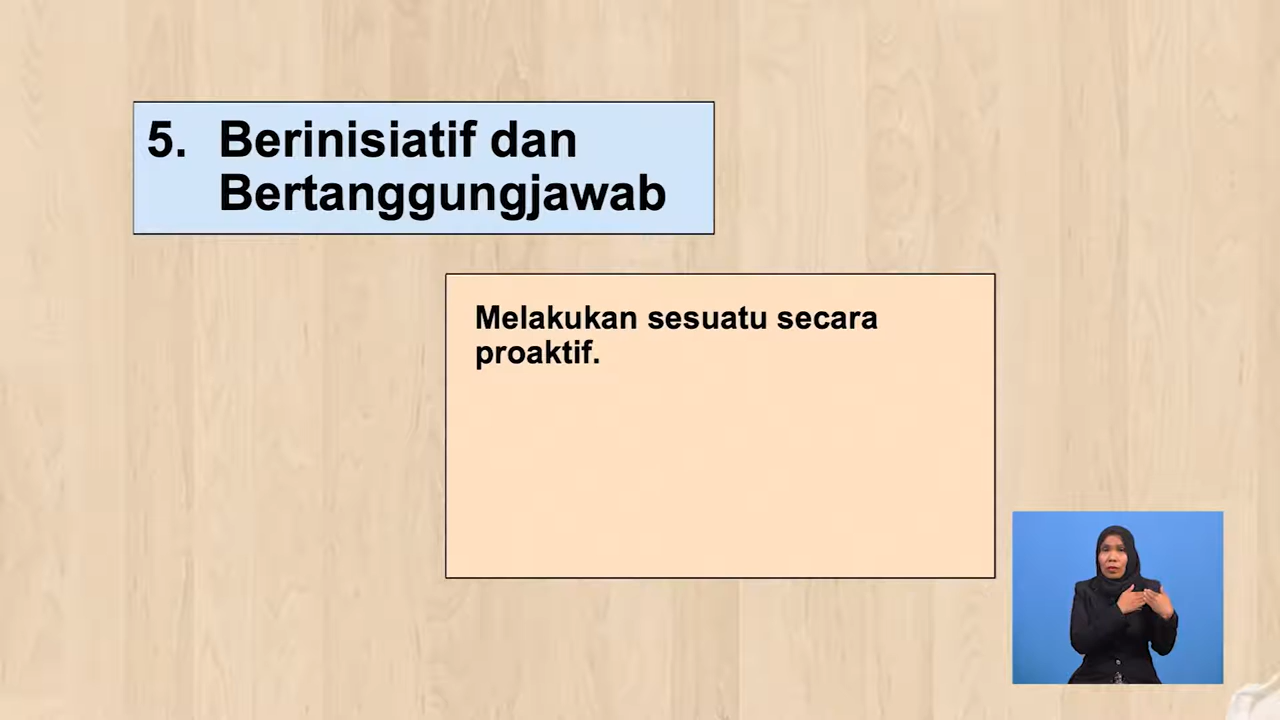 5. Berinisiatif dan
Bertanggungjawab
Melakukan sesuatu secara
proaktif.